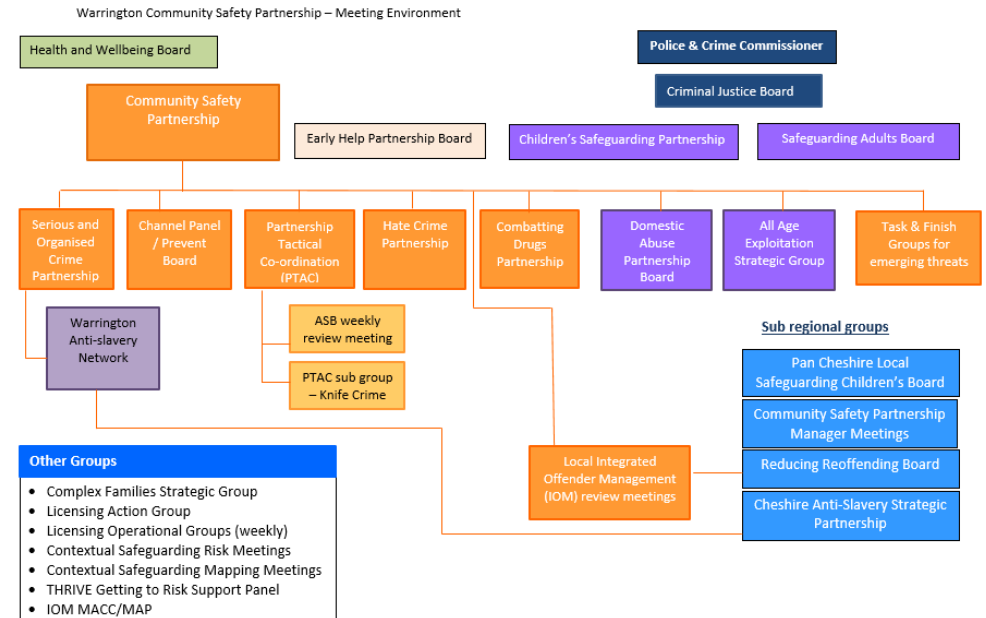 Warrington Community Safety Partnership – Meeting Environment
Health and Wellbeing Board
Police & Crime Commissioner
Criminal Justice Board
Community Safety
Partnership
Early Help Partnership Board
Children's Safeguarding Partnership
Safeguarding Adults Board
Serious and
Organised
Crime
Partnership
Channel Panel
/ Prevent
Board
Partnership
Tactical
Co-ordination
(PTAC)
Hate Crime
Partnership
Combatting
Drugs
Partnership
Domestic
Abuse
Partnership
Board
All Age
Exploitation
Strategic Group
Task & Finish
Groups for
emerging threats
Warrington
Anti-slavery
Network
ASB weekly
review meeting
PTAC sub group
– Knife Crime
Sub regional groups
Pan Cheshire Local
Safeguarding Children's Board
Community Safety Partnership
Manager Meetings
Reducing Reoffending Board
Cheshire Anti-Slavery Strategic
Partnership
Local Integrated
Offender Management
(IOM) review meetings
Other Groups
• Complex Families Strategic Group
• Licensing Action Group
• Licensing Operational Groups (weekly)
• Contextual Safeguarding Risk Meetings
• Contextual Safeguarding Mapping Meetings
• THRIVE Getting to Risk Support Panel
• IOM MACC/MAP